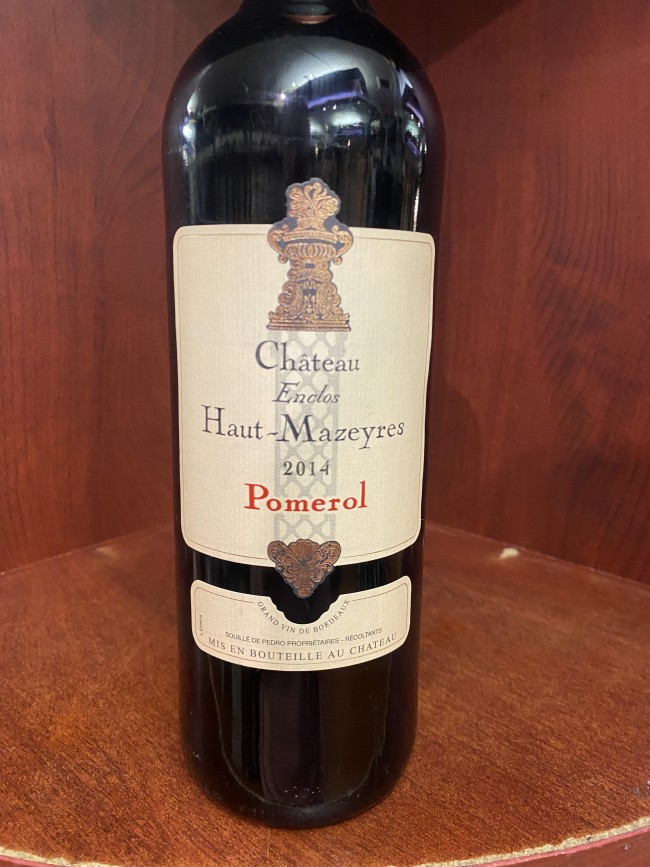 Château
Enclos
Haut-Mazeyres
2014
Pomerol
GRAND VIN DE BORDEAUX
SOUILLE DE PEDRO PROPRIÉTAIRES - RÉCOLTANTS
MIS EN BOUTEILLE AU CHATEAU